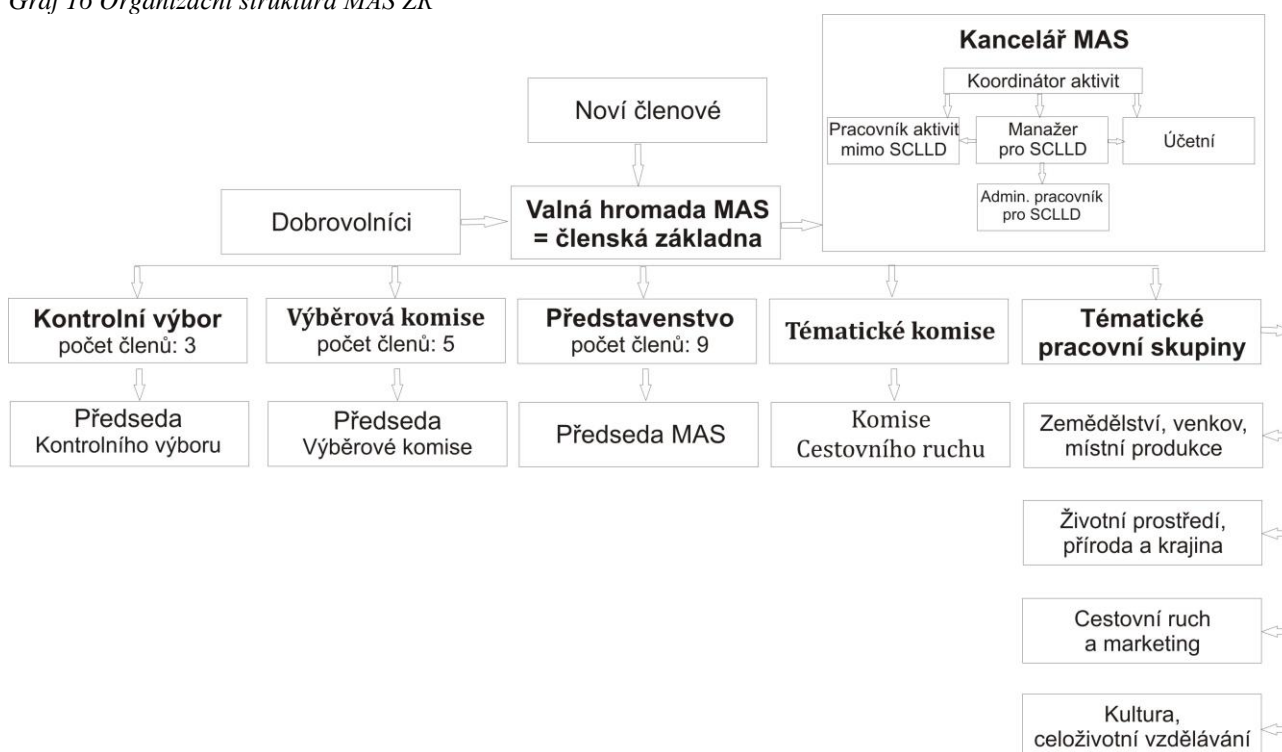 Graf 16 Organizační struktura MAS ZK
Kancelář MAS
Koordinátor aktivit
Pracovník aktivit
mimo SCLLD
Manažer
pro SCLLD
Účetní
Admin. pracovník
pro SCLLD
Noví členové
Dobrovolníci
Valná hromada MAS
= členská základna
Kontrolní výbor
počet členů: 3
Výběrová komise
počet členů: 5
Představenstvo
počet členů: 9
Tématické komise
Tématické
pracovní skupiny
Předseda
Kontrolního výboru
Předseda
Výběrové komise
Předseda MAS
Komise
Cestovního ruchu
Zemědělství, venkov,
místní produkce
Životní prostředí,
příroda a krajina
Cestovní ruch
a marketing
Kultura,
celoživotní vzdělávání